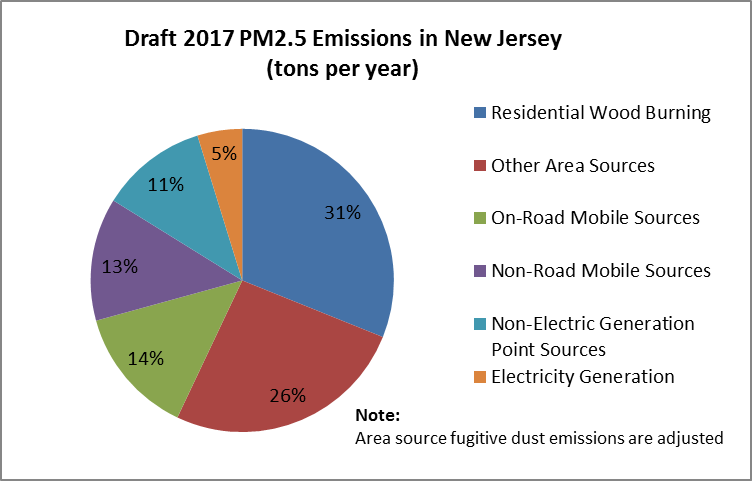 Draft 2017 PM2.5 Emissions in New Jersey
(tons per year)
5%
11%
31%
13%
14%
26%
Residential Wood Burning
Other Area Sources
On-Road Mobile Sources
Non-Road Mobile Sources
Non-Electric Generation
Point Sources
Electricity Generation
Note:
Area source fugitive dust emissions are adjusted